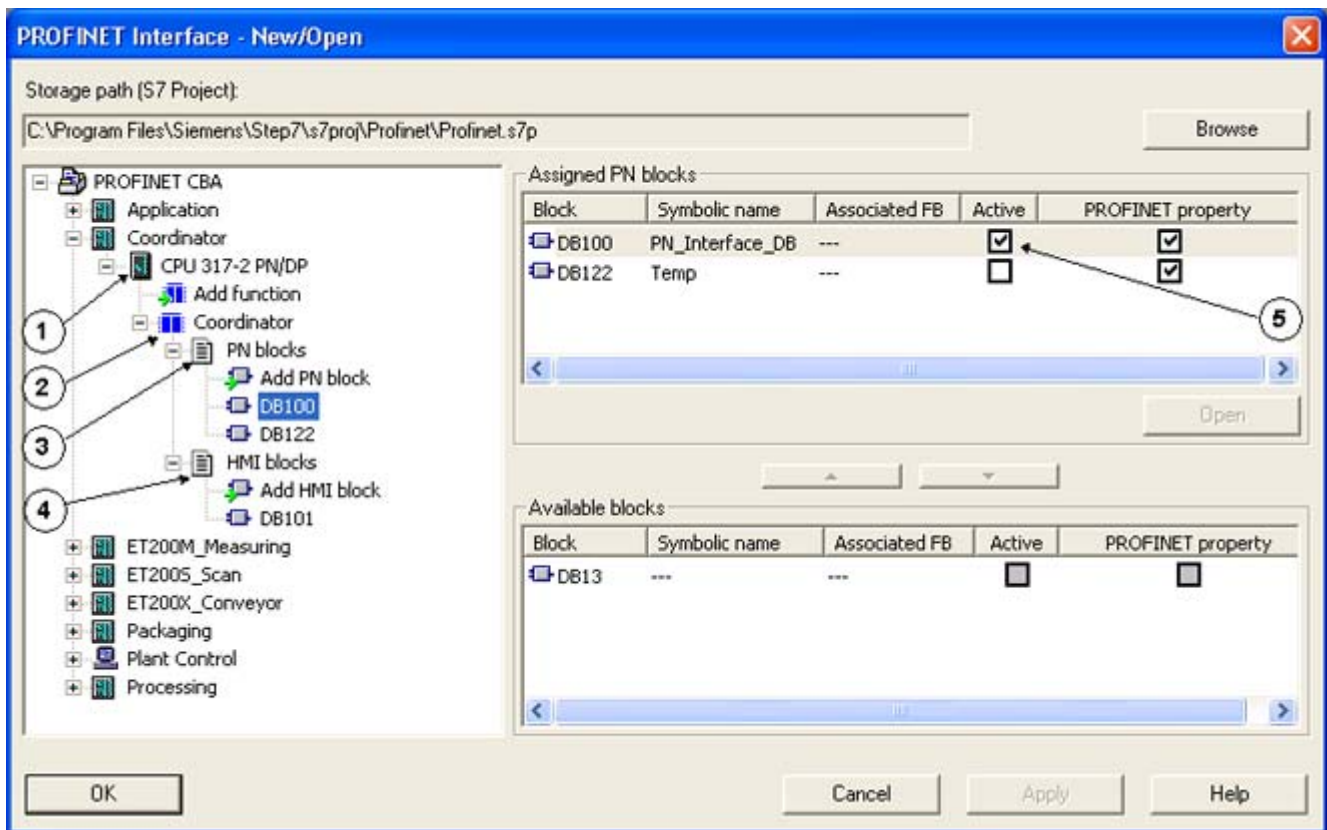 PROFINET Interface - New/Open
Storage path (S7 Project):
C:\Program Files\Siemens\Step7\s7proj\Profinet\Profinet.s7p
Browse
PROFINET CBA
Application
Coordinator
CPU 317-2 PN/DP
Add function
Coordinator
PN blocks
Add PN block
DB100
DB122
HMI blocks
Add HMI block
DB101
ET200M_Measuring
ET200S_Scan
ET200X_Conveyor
Packaging
Plant Control
Processing
1
2
3
4
Assigned PN blocks
Block Symbolic name Associated FB Active PROFINET property
DB100 PN_Interface_DB ---
DB122 Temp ---
5
Open
Available blocks
Block Symbolic name Associated FB Active PROFINET property
DB13 --- ---
OK Cancel Apply Help